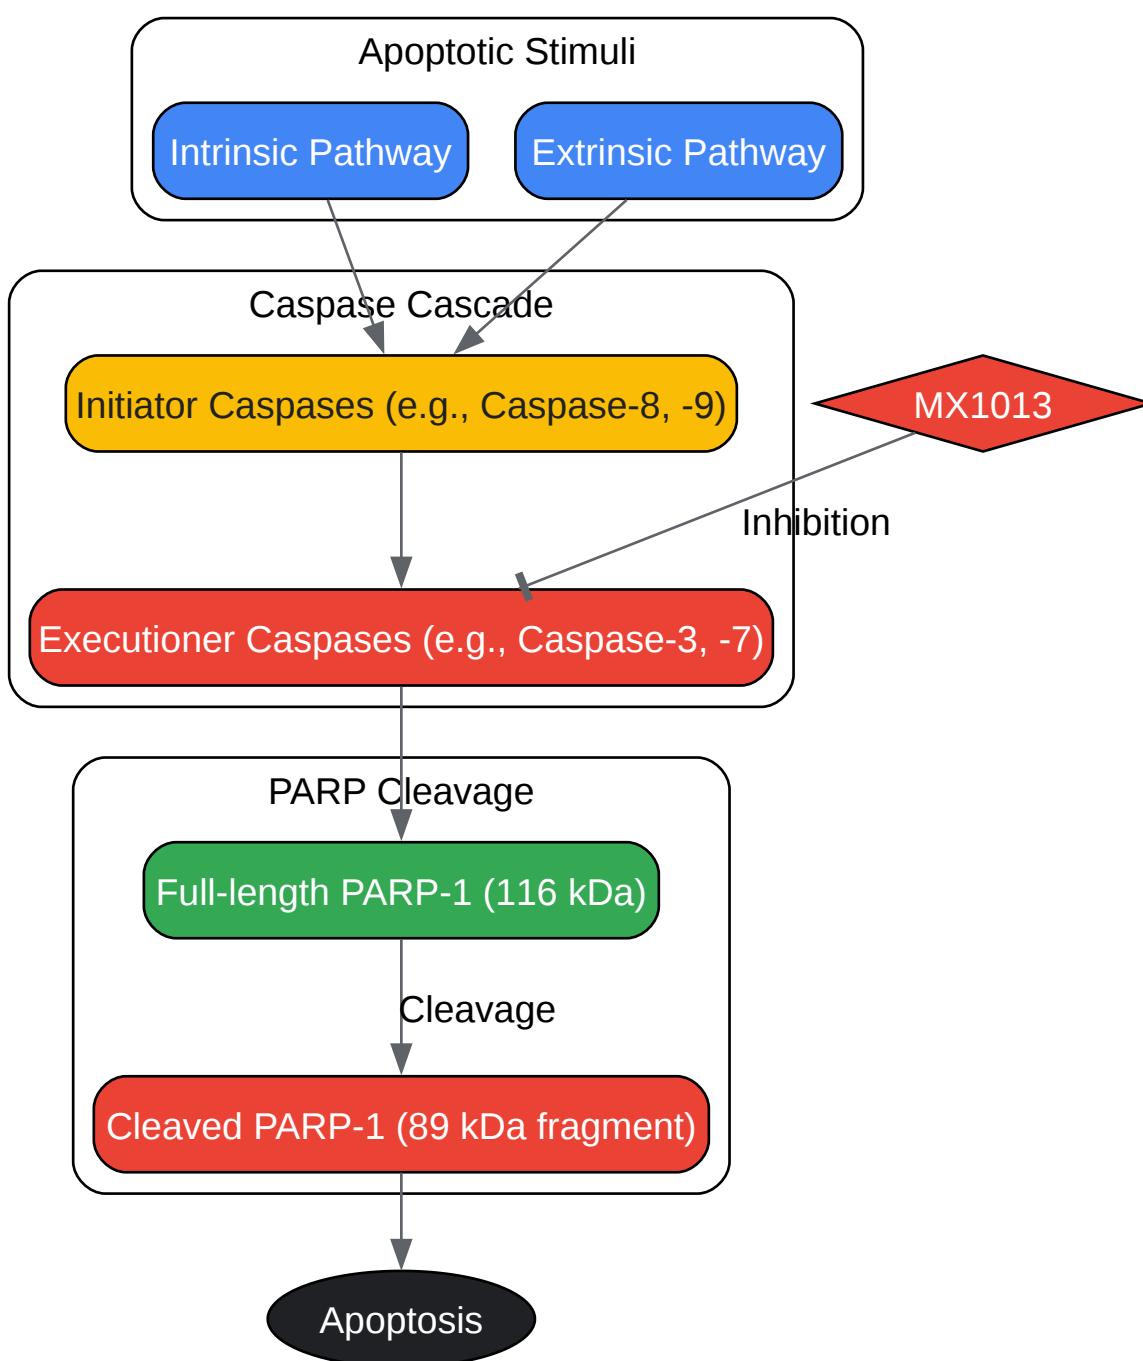 Apoptotic Stimuli
Intrinsic Pathway
Extrinsic Pathway
Caspase Cascade
Initiator Caspases (e.g., Caspase-8, -9)
MX1013
Inhibition
Executioner Caspases (e.g., Caspase-3, -7)
PARP Cleavage
Full-length PARP-1 (116 kDa)
Cleavage
Cleaved PARP-1 (89 kDa fragment)
Apoptosis